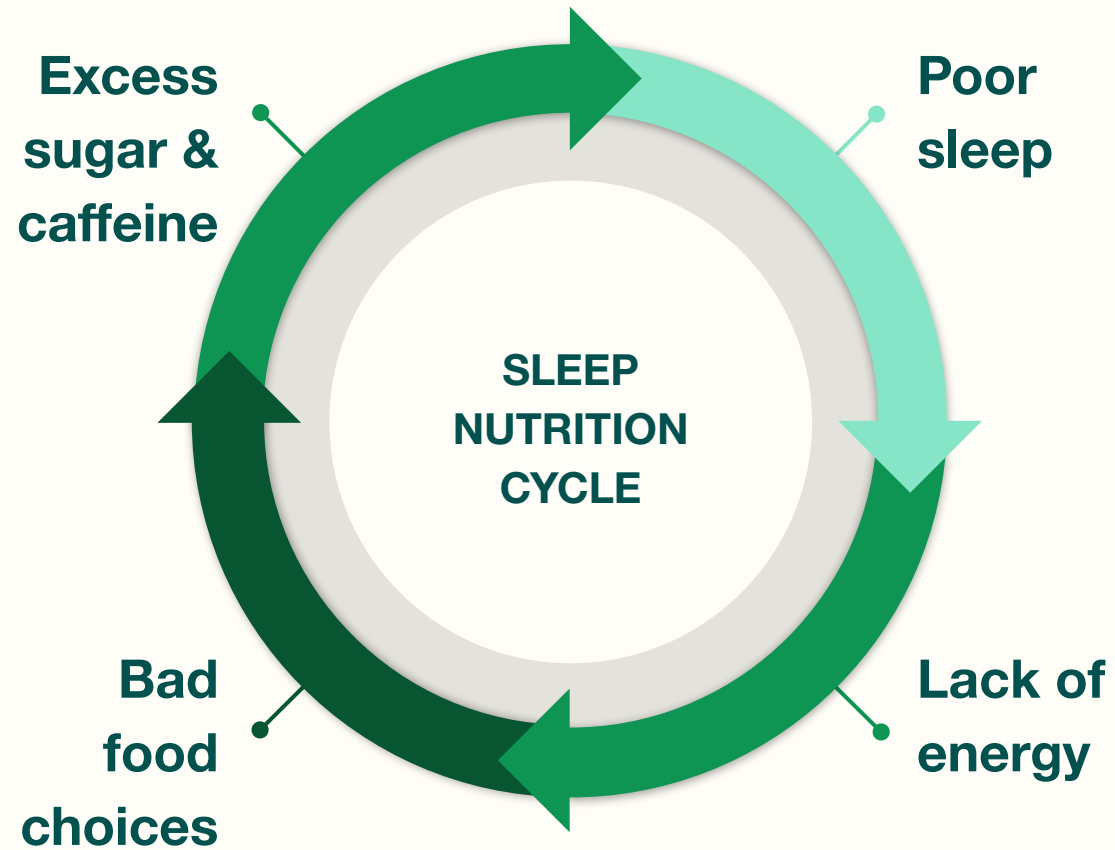 Excess
sugar &
caffeine
Poor
sleep
SLEEP
NUTRITION
CYCLE
Bad
food
choices
Lack of
energy